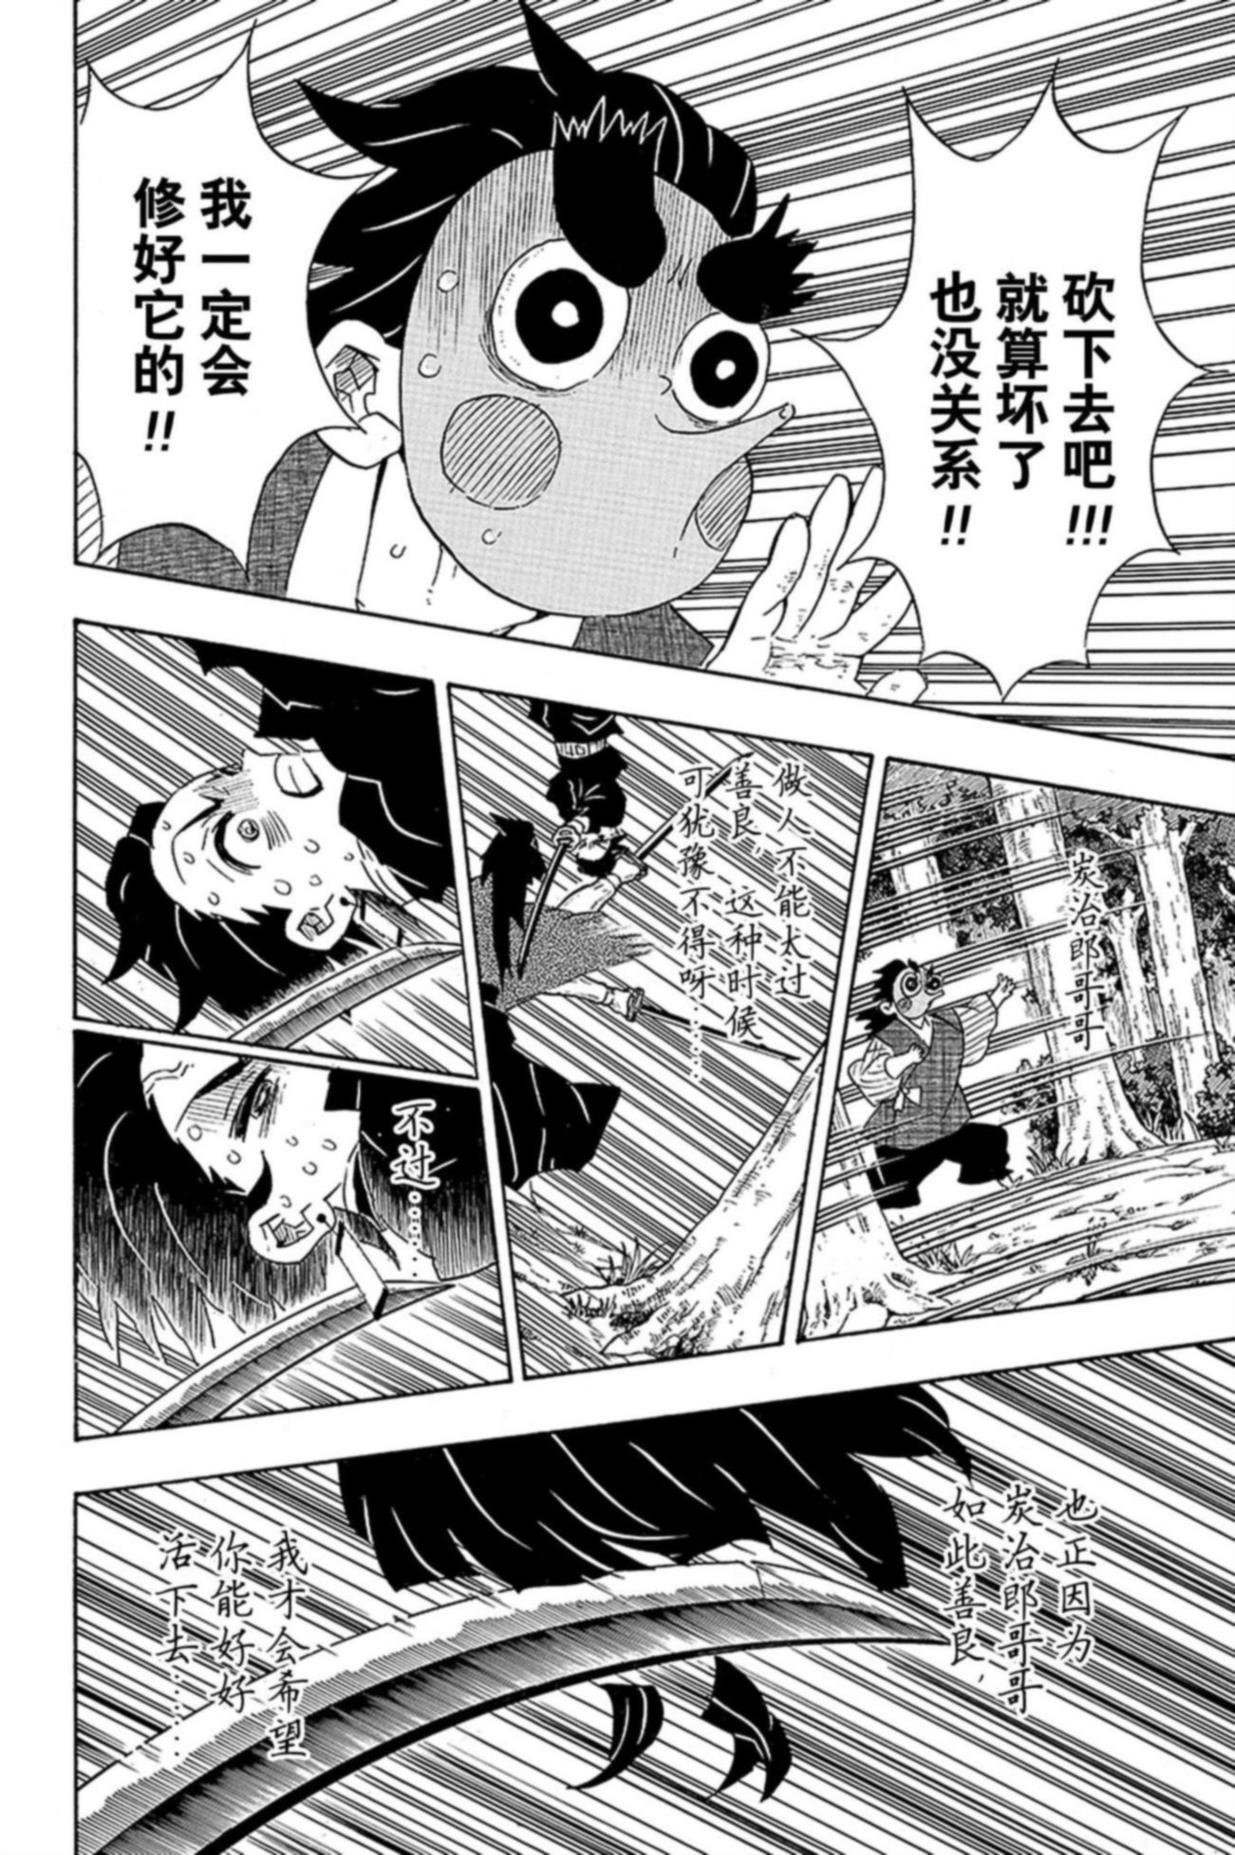 砍下去吧!!!
就算坏了
也没关系!!
我一定会
修好它的!!
炭治郎哥哥
做人不能太过
善良，这种时候
可犹豫不得呀……
不过……
也正因为
炭治郎哥哥
如此善良，
我才会希望
你能好好
活下去……